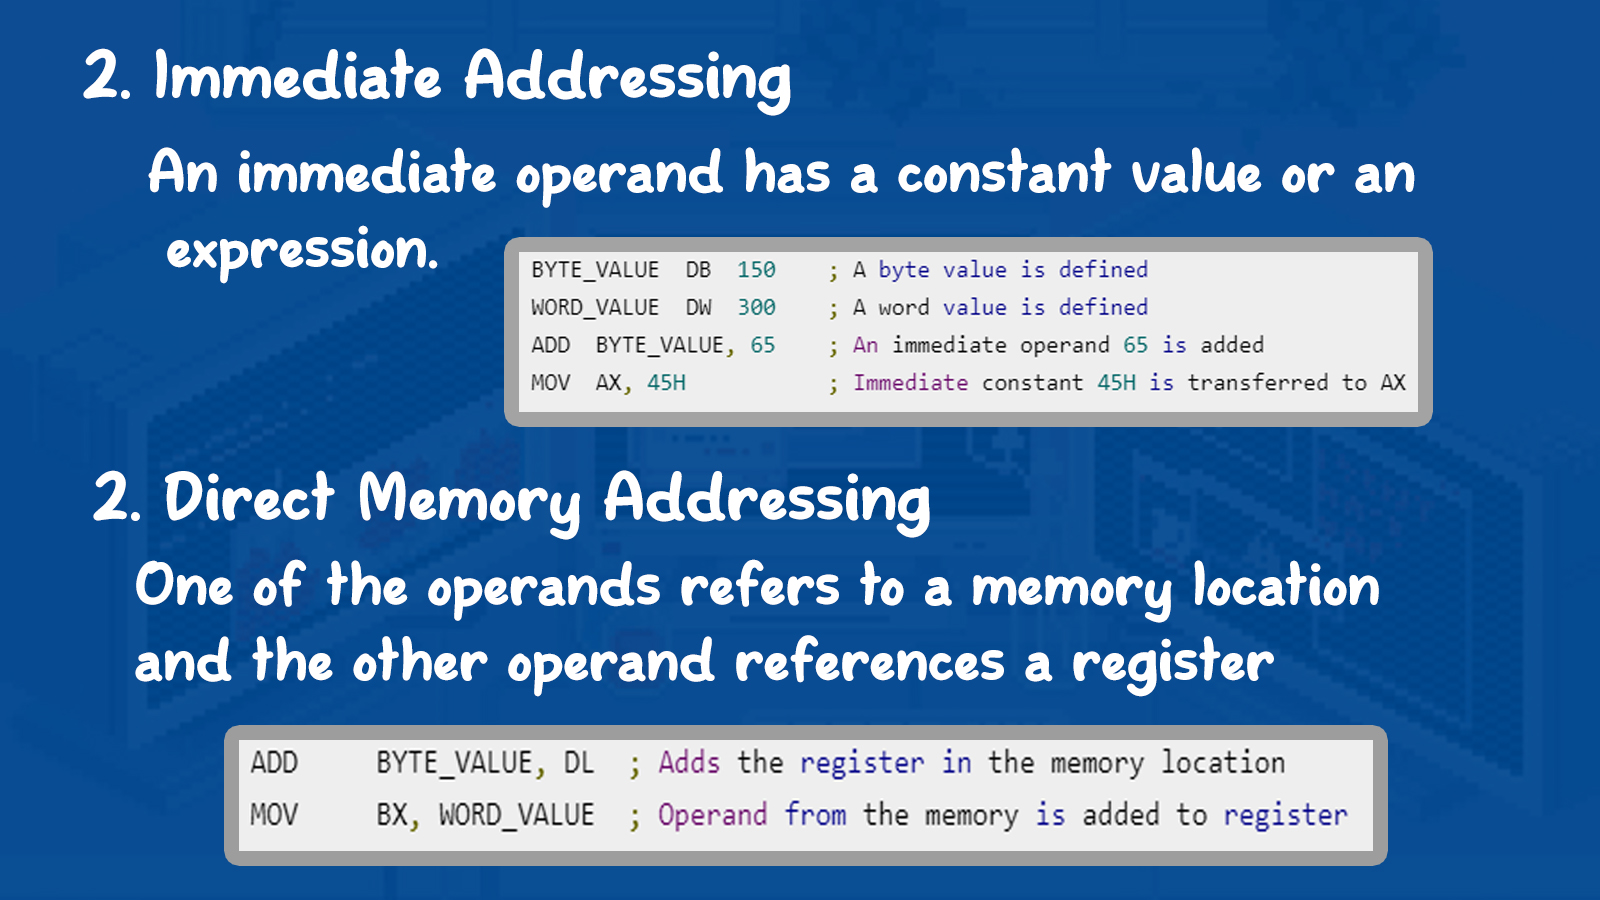 2. Immediate Addressing
An immediate operand has a constant value or an
expression.
BYTE_VALUE  DB  150    ; A byte value is defined
WORD_VALUE  DW  300    ; A word value is defined
ADD  BYTE_VALUE, 65    ; An immediate operand 65 is added
MOV  AX, 45H           ; Immediate constant 45H is transferred to AX
2. Direct Memory Addressing
One of the operands refers to a memory location
and the other operand references a register
ADD     BYTE_VALUE, DL  ; Adds the register in the memory location
MOV     BX, WORD_VALUE  ; Operand from the memory is added to register